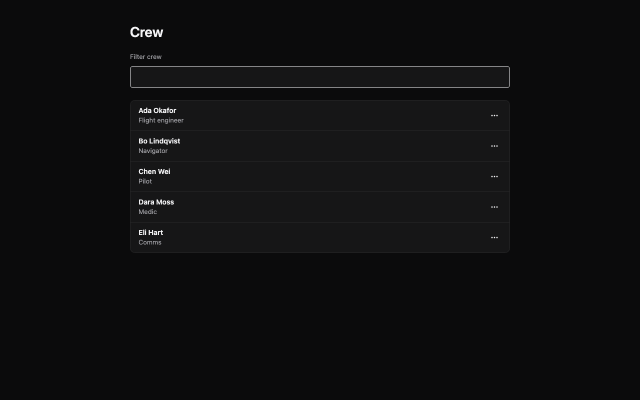 Crew
Filter crew
Ada Okafor
Flight engineer
Bo Lindqvist
Navigator
Chen Wei
Pilot
Dara Moss
Medic
Eli Hart
Comms